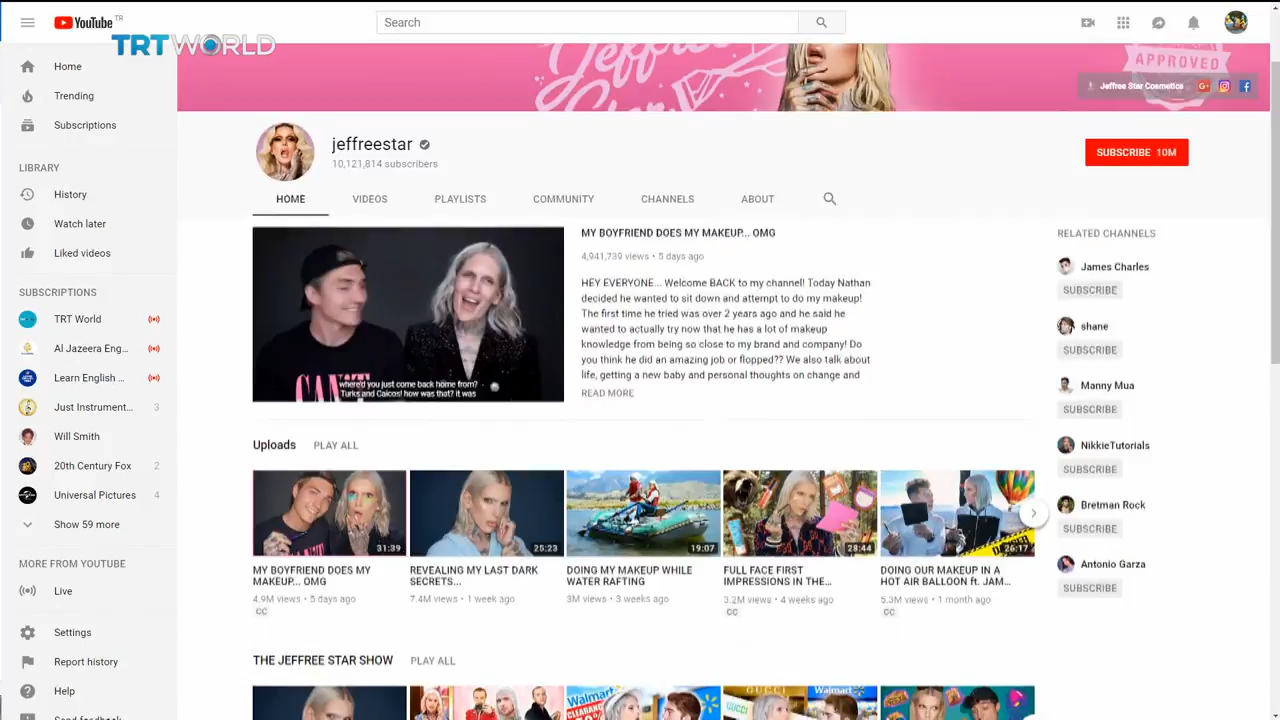 YouTube TR
Search
TRT WORLD
Jeffree
Star
APPROVED
Jeffree Star Cosmetics
Home
Trending
Subscriptions
LIBRARY
History
Watch later
Liked videos
SUBSCRIPTIONS
TRT World
Al Jazeera Eng...
Learn English ...
Just Instrument... 3
Will Smith
20th Century Fox 2
Universal Pictures 4
Show 59 more
MORE FROM YOUTUBE
Live
Settings
Report history
Help
Send feedback
jeffreestar
10,121,814 subscribers
SUBSCRIBE 10M
HOME VIDEOS PLAYLISTS COMMUNITY CHANNELS ABOUT
where'd you just come back home from?
Turks and Caicos! how was that? it was
MY BOYFRIEND DOES MY MAKEUP... OMG
4,941,739 views • 5 days ago
HEY EVERYONE... Welcome BACK to my channel! Today Nathan
decided he wanted to sit down and attempt to do my makeup!
The first time he tried was over 2 years ago and he said he
wanted to actually try now that he has a lot of makeup
knowledge from being so close to my brand and company! Do
you think he did an amazing job or flopped?? We also talk about
life, getting a new baby and personal thoughts on change and
READ MORE
RELATED CHANNELS
James Charles
SUBSCRIBE
shane
SUBSCRIBE
Manny Mua
SUBSCRIBE
NikkieTutorials
SUBSCRIBE
Bretman Rock
SUBSCRIBE
Antonio Garza
SUBSCRIBE
Uploads PLAY ALL
31:39
MY BOYFRIEND DOES MY
MAKEUP... OMG
4.9M views • 5 days ago
CC
25:23
REVEALING MY LAST DARK
SECRETS...
7.4M views • 1 week ago
19:07
DOING MY MAKEUP WHILE
WATER RAFTING
3M views • 3 weeks ago
28:44
FULL FACE FIRST
IMPRESSIONS IN THE...
3.2M views • 4 weeks ago
CC
26:17
DOING OUR MAKEUP IN A
HOT AIR BALLOON ft. JAM...
5.3M views • 1 month ago
CC
THE JEFFREE STAR SHOW PLAY ALL
Walmart
CLEARANCE
GUCCI
Walmart
GUCCI